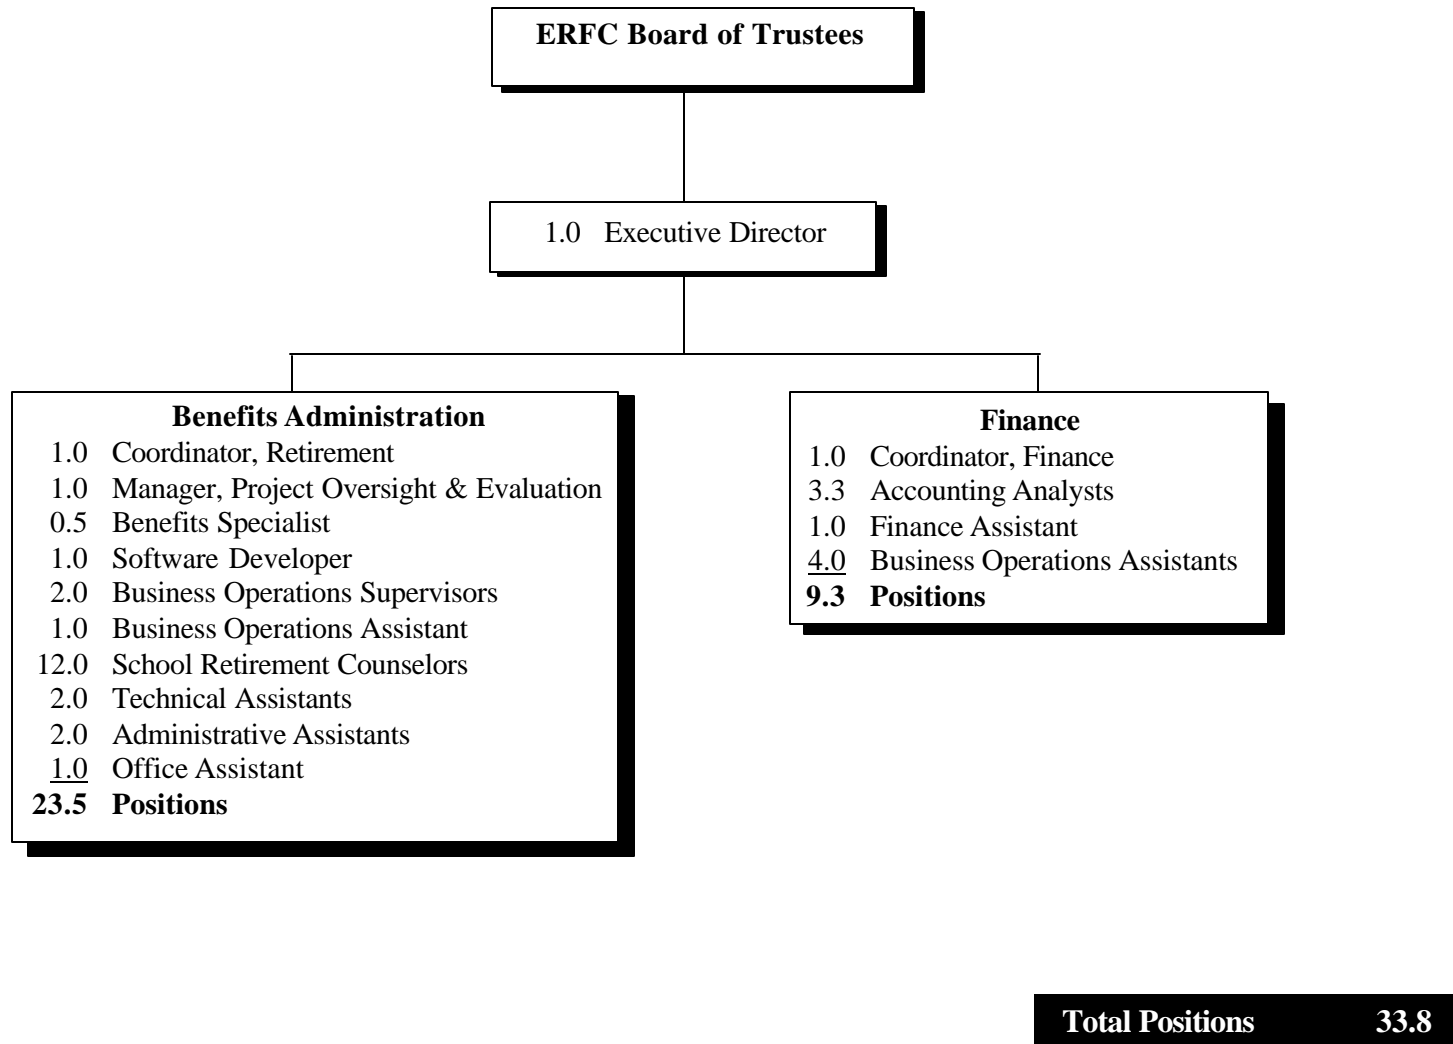 ERFC Board of Trustees
1.0 Executive Director
Benefits Administration
1.0 Coordinator, Retirement
1.0 Manager, Project Oversight & Evaluation
0.5 Benefits Specialist
1.0 Software Developer
2.0 Business Operations Supervisors
1.0 Business Operations Assistant
12.0 School Retirement Counselors
2.0 Technical Assistants
2.0 Administrative Assistants
1.0 Office Assistant
23.5 Positions
Finance
1.0 Coordinator, Finance
3.3 Accounting Analysts
1.0 Finance Assistant
4.0 Business Operations Assistants
9.3 Positions
Total Positions 33.8